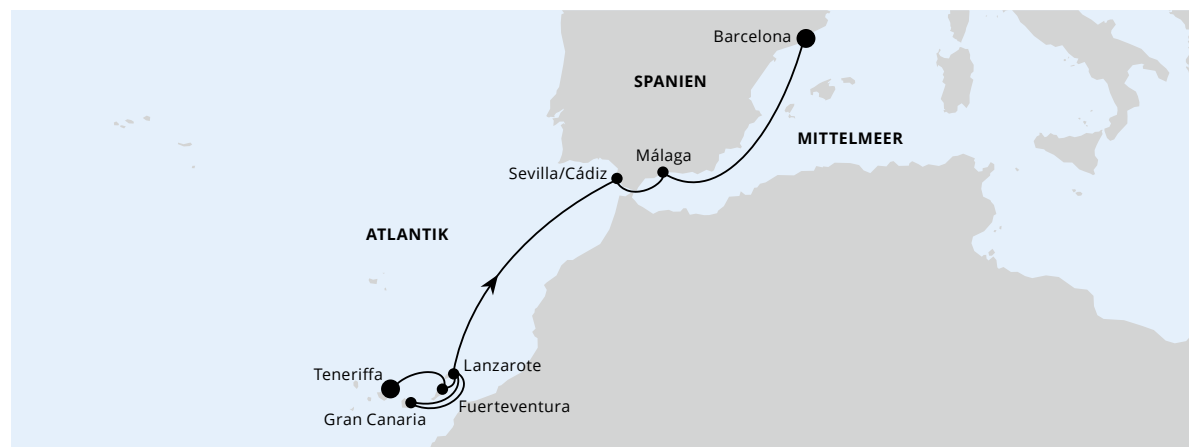 Barcelona
SPANIEN
MITTELMEER
Málaga
Sevilla/Cádiz
ATLANTIK
Lanzarote
Teneriffa
Fuerteventura
Gran Canaria